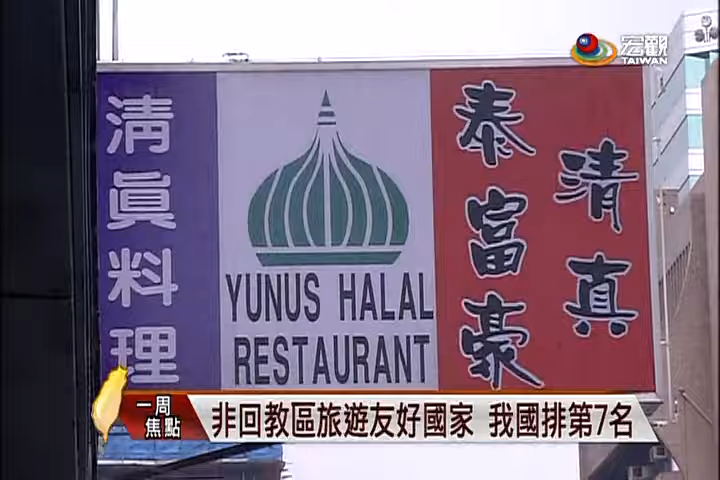 宏觀
TAIWAN
清眞料理
YUNUS HALAL
RESTAURANT
泰富豪
清真
一周
焦點
非回教區旅遊友好國家 我國排第7名